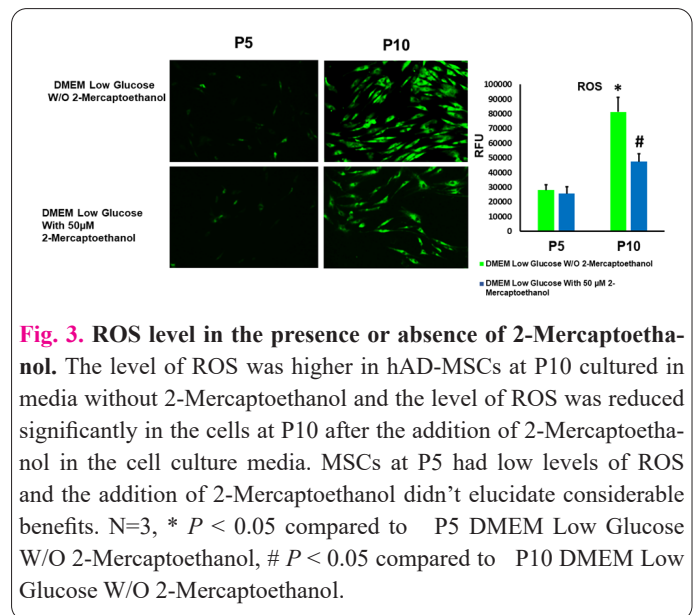 P5
P10
DMEM Low Glucose
W/O 2-Mercaptoethanol
DMEM Low Glucose
With 50µM
2-Mercaptoethanol
ROS
*
#
RFU
100000
90000
80000
70000
60000
50000
40000
30000
20000
10000
0
P5
P10
DMEM Low Glucose W/O 2-Mercaptoethanol
DMEM Low Glucose With 50 µM 2-
Mercaptoethanol
Fig. 3. ROS level in the presence or absence of 2-Mercaptoetha-
nol. The level of ROS was higher in hAD-MSCs at P10 cultured in
media without 2-Mercaptoethanol and the level of ROS was reduced
significantly in the cells at P10 after the addition of 2-Mercaptoetha-
nol in the cell culture media. MSCs at P5 had low levels of ROS
and the addition of 2-Mercaptoethanol didn’t elucidate considerable
benefits. N=3, * P < 0.05 compared to P5 DMEM Low Glucose
W/O 2-Mercaptoethanol, # P < 0.05 compared to P10 DMEM Low
Glucose W/O 2-Mercaptoethanol.